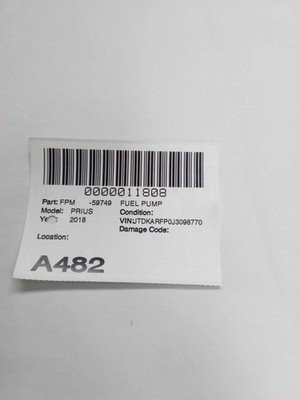 0000011808
Part: FPM -59749 FUEL PUMP
Model: PRIUS Condition:
2018 VIN:JTDKARFP0J3098770
Damage Code:
Location:
A482